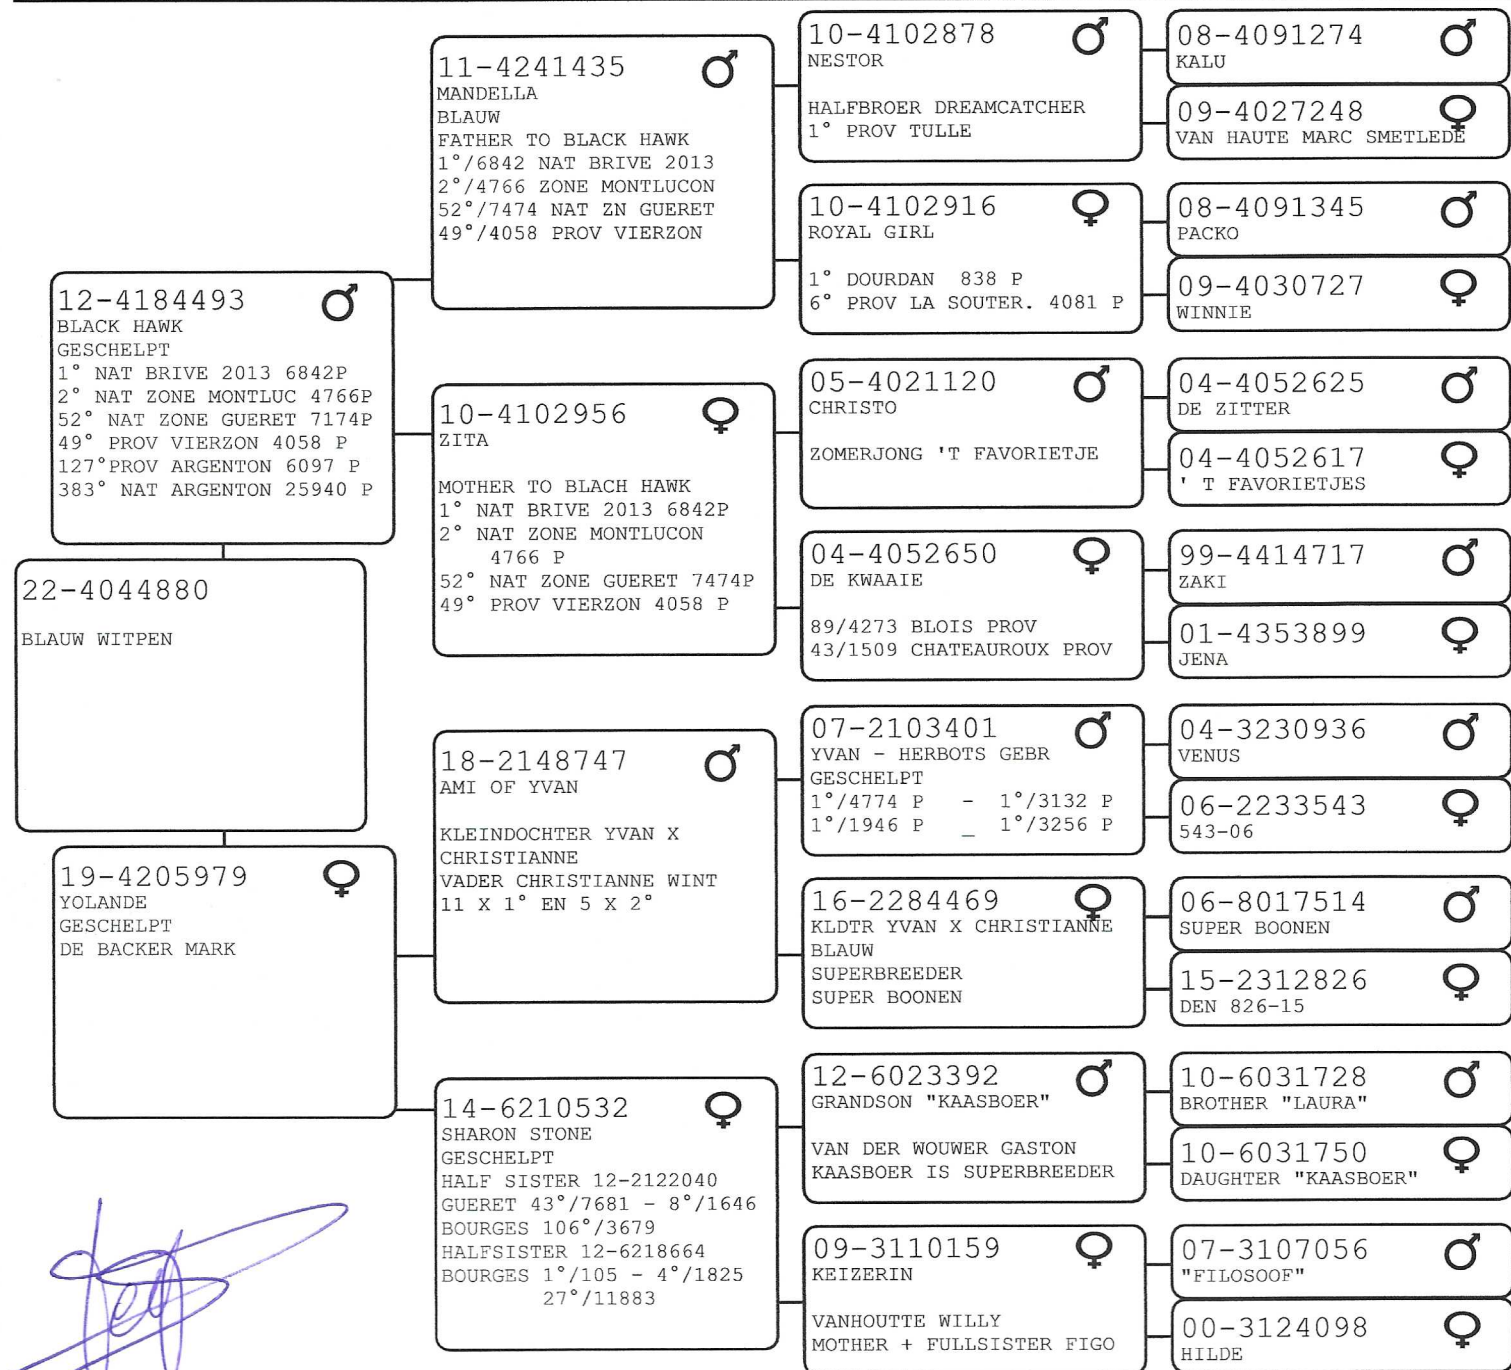 22-4044880
BLAUW WITPEN
12-4184493
BLACK HAWK
GESCHELPT
1° NAT BRIVE 2013 6842P
2° NAT ZONE MONTLUC 4766P
52° NAT ZONE GUERET 7174P
49° PROV VIERZON 4058 P
127°PROV ARGENTON 6097 P
383° NAT ARGENTON 25940 P
19-4205979
YOLANDE
GESCHELPT
DE BACKER MARK
11-4241435
MANDELLA
BLAUW
FATHER TO BLACK HAWK
1°/6842 NAT BRIVE 2013
2°/4766 ZONE MONTLUCON
52°/7474 NAT ZN GUERET
49°/4058 PROV VIERZON
10-4102956
ZITA
MOTHER TO BLACH HAWK
1° NAT BRIVE 2013 6842P
2° NAT ZONE MONTLUCON
4766 P
52° NAT ZONE GUERET 7474P
49° PROV VIERZON 4058 P
18-2148747
AMI OF YVAN
KLEINDOCHTER YVAN X
CHRISTIANNE
VADER CHRISTIANNE WINT
11 X 1° EN 5 X 2°
14-6210532
SHARON STONE
GESCHELPT
HALF SISTER 12-2122040
GUERET 43°/7681 - 8°/1646
BOURGES 106°/3679
HALFSISTER 12-6218664
BOURGES 1°/105 - 4°/1825
27°/11883
10-4102878
NESTOR
HALFBROER DREAMCATCHER
1° PROV TULLE
10-4102916
ROYAL GIRL
1° DOURDAN 838 P
6° PROV LA SOUTER. 4081 P
05-4021120
CHRISTO
ZOMERJONG 'T FAVORIETJE
04-4052650
DE KWAAIE
89/4273 BLOIS PROV
43/1509 CHATEAUROUX PROV
07-2103401
YVAN - HERBOTS GEBR
GESCHELPT
1°/4774 P - 1°/3132 P
1°/1946 P _ 1°/3256 P
16-2284469
KLDTR YVAN X CHRISTIANNE
BLAUW
SUPERBREEDER
SUPER BOONEN
12-6023392
GRANDSON "KAASBOER"
VAN DER WOUWER GASTON
KAASBOER IS SUPERBREEDER
09-3110159
KEIZERIN
VANHOUTTE WILLY
MOTHER + FULLSISTER FIGO
08-4091274
KALU
09-4027248
VAN HAUTE MARC SMETLEDE
08-4091345
PACKO
09-4030727
WINNIE
04-4052625
DE ZITTER
04-4052617
' T FAVORIETJES
99-4414717
ZAKI
01-4353899
JENA
04-3230936
VENUS
06-2233543
543-06
06-8017514
SUPER BOONEN
15-2312826
DEN 826-15
10-6031728
BROTHER "LAURA"
10-6031750
DAUGHTER "KAASBOER"
07-3107056
"FILOSOOF"
00-3124098
HILDE